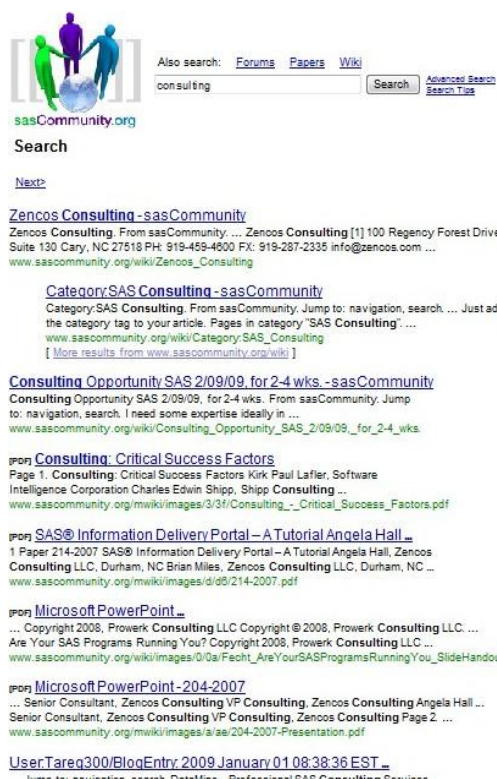 Also search: Forums Papers Wiki
consulting Search Advanced Search
Search Tips
sasCommunity.org
Search
Next>
Zencos Consulting - sasCommunity
Zencos Consulting. From sasCommunity. ... Zencos Consulting [1] 100 Regency Forest Drive
Suite 130 Cary, NC 27518 PH: 919-459-4600 FX: 919-287-2335 info@zencos.com ...
www.sascommunity.org/wiki/Zencos_Consulting
Category:SAS Consulting - sasCommunity
Category:SAS Consulting. From sasCommunity. Jump to: navigation, search. ... Just ad
the category tag to your article. Pages in category "SAS Consulting". ...
www.sascommunity.org/wiki/Category:SAS_Consulting
[ More results from www.sascommunity.org/wiki ]
Consulting Opportunity SAS 2/09/09, for 2-4 wks. - sasCommunity
Consulting Opportunity SAS 2/09/09, for 2-4 wks. From sasCommunity. Jump
to: navigation, search. I need some expertise ideally in ...
www.sascommunity.org/wiki/Consulting_Opportunity_SAS_2/09/09,_for_2-4_wks.
[PDF] Consulting: Critical Success Factors
Page 1. Consulting: Critical Success Factors Kirk Paul Lafler, Software
Intelligence Corporation Charles Edwin Shipp, Shipp Consulting ...
www.sascommunity.org/mwiki/images/3/3f/Consulting_-_Critical_Success_Factors.pdf
[PDF] SAS® Information Delivery Portal – A Tutorial Angela Hall ...
1 Paper 214-2007 SAS® Information Delivery Portal – A Tutorial Angela Hall, Zencos
Consulting LLC, Durham, NC Brian Miles, Zencos Consulting LLC, Durham, NC ...
www.sascommunity.org/mwiki/images/d/d6/214-2007.pdf
[PDF] Microsoft PowerPoint ...
... Copyright 2008, Prowerk Consulting LLC Copyright © 2008, Prowerk Consulting LLC. ...
Are Your SAS Programs Running You? Copyright 2008, Prowerk Consulting LLC ...
www.sascommunity.org/wiki/images/0/0a/Fecht_AreYourSASProgramsRunningYou_SlideHandou
[PDF] Microsoft PowerPoint - 204-2007
... Senior Consultant, Zencos Consulting VP Consulting, Zencos Consulting Angela Hall ...
Senior Consultant, Zencos Consulting VP Consulting, Zencos Consulting Page 2. ...
www.sascommunity.org/mwiki/images/a/ae/204-2007-Presentation.pdf
User:Tareq300/BlogEntry: 2009 January 01 08:38:36 EST ...
Jump to: navigation, search. DataMine - Professional SAS Consulting Services